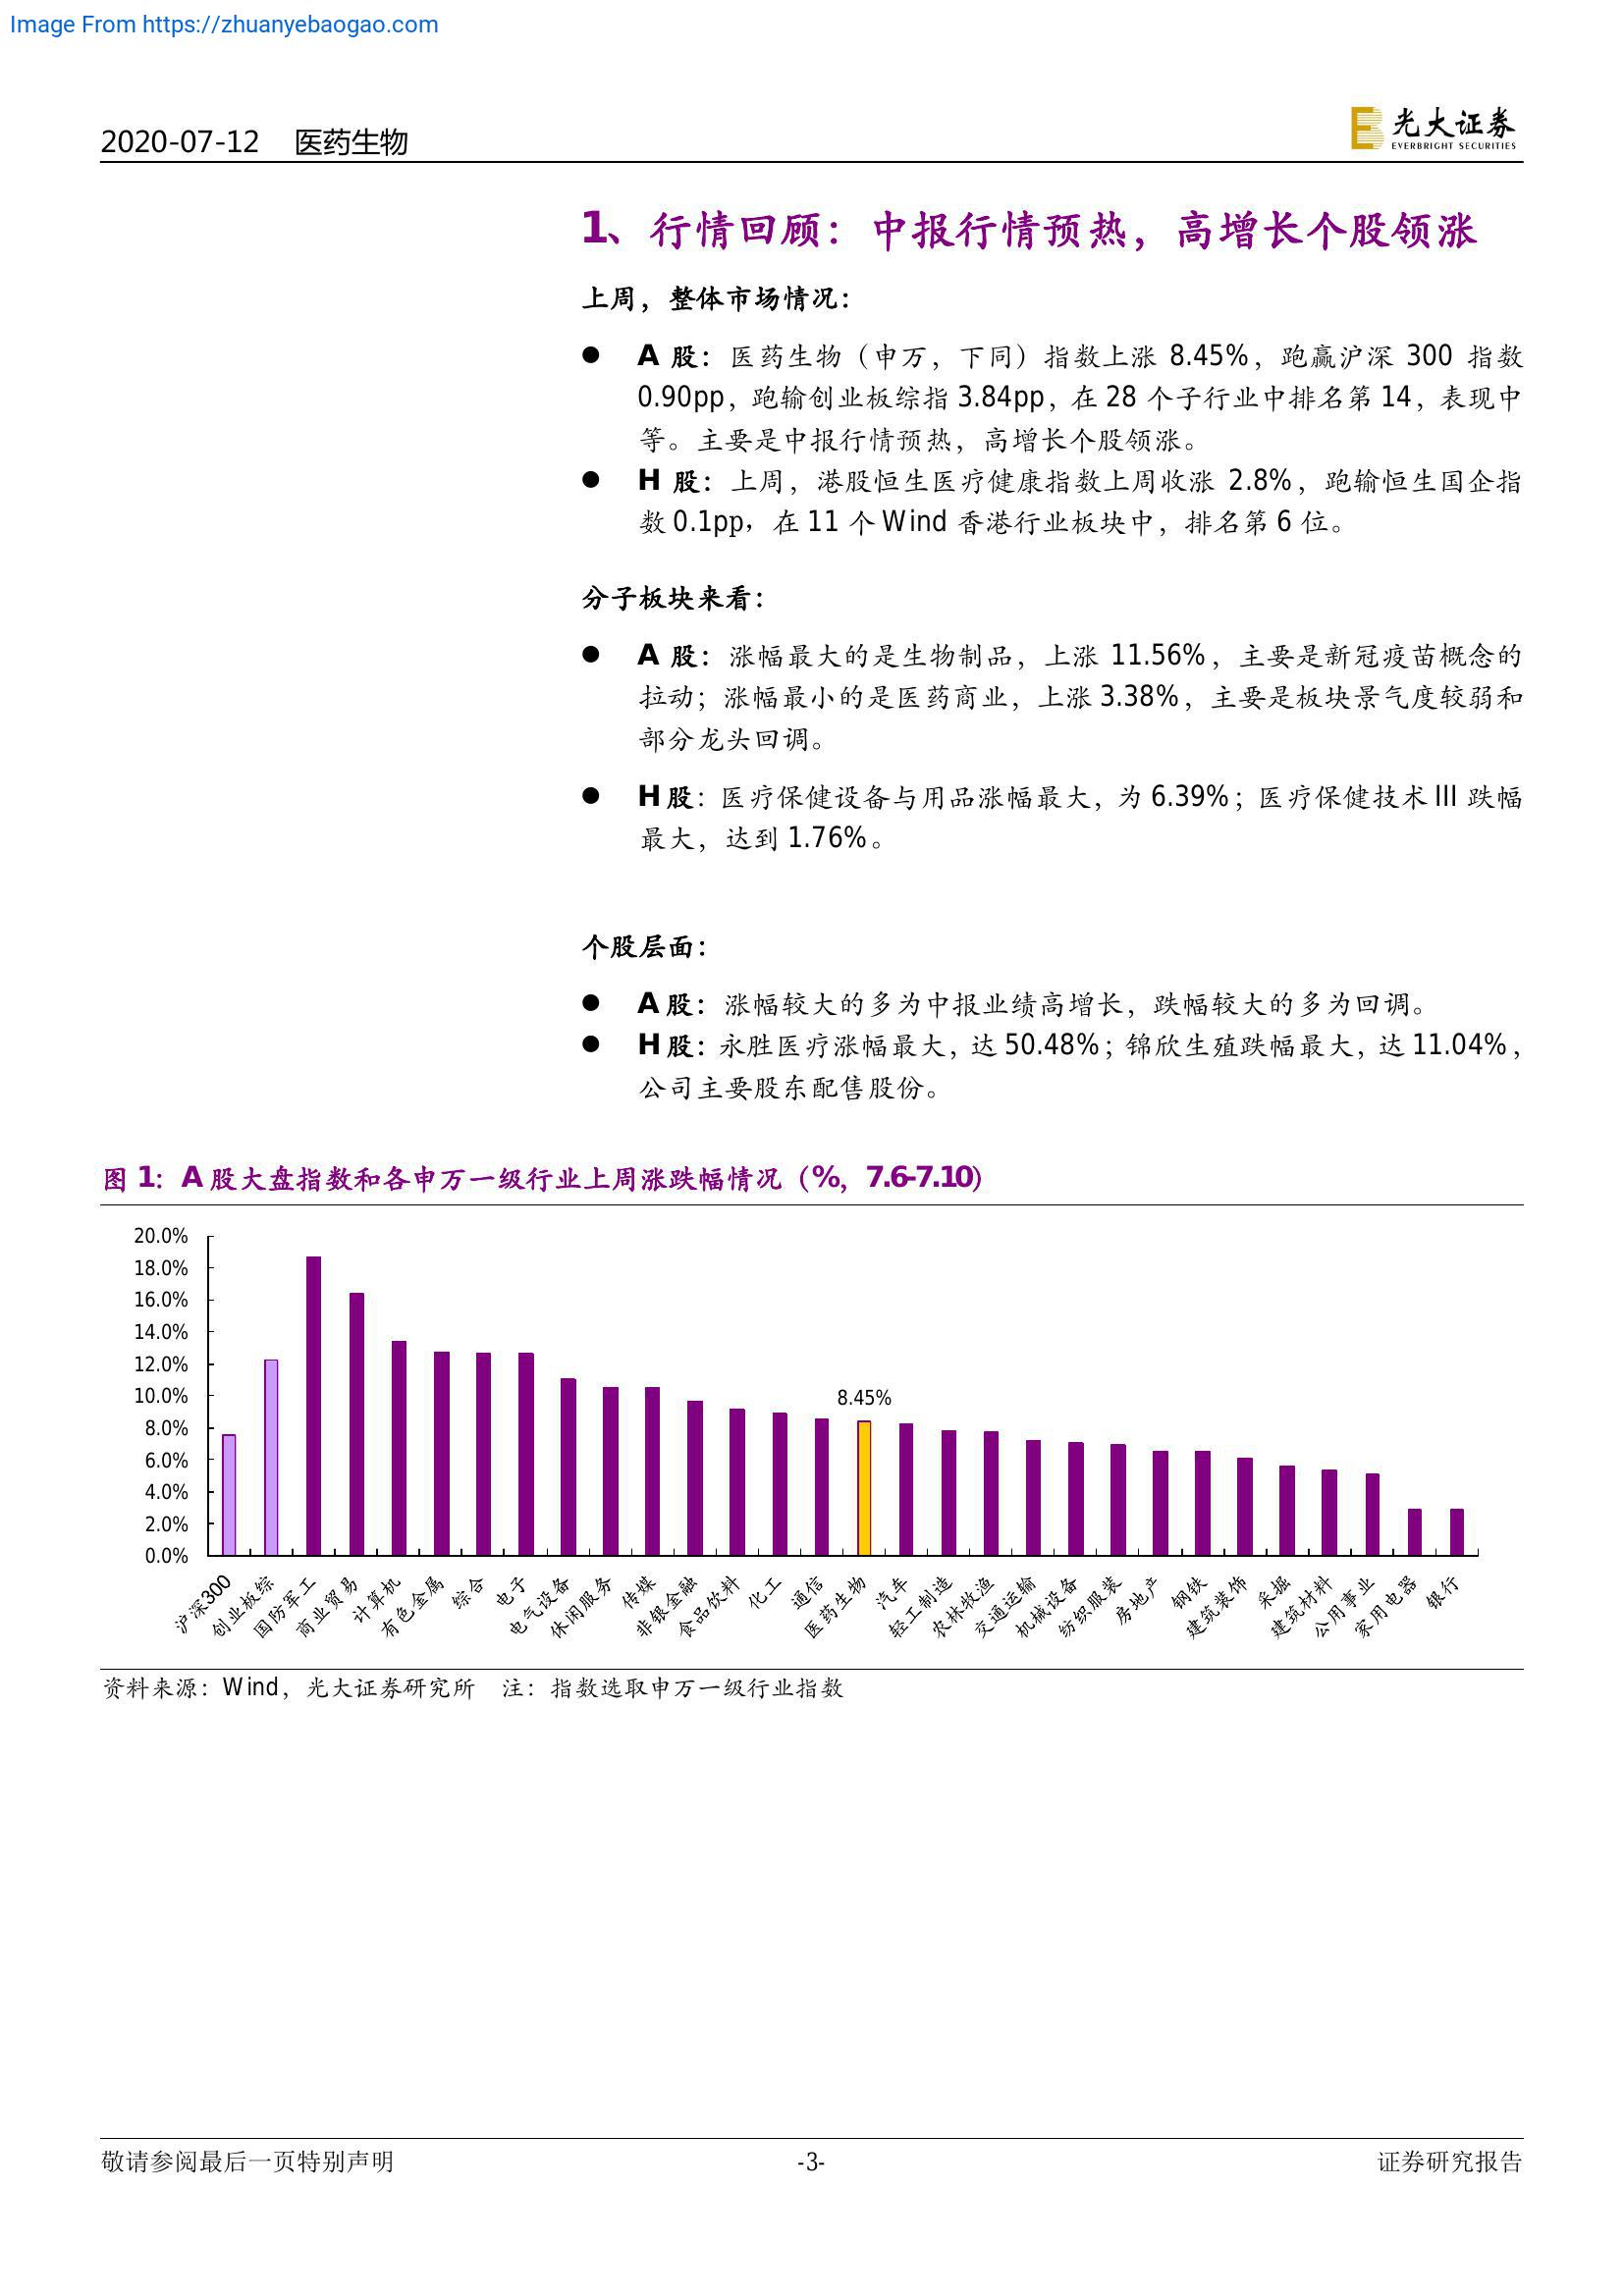 Image From https://zhuanyebaogao.com
2020-07-12 医药生物
光大证券
EVERBRIGHT SECURITIES
1、行情回顾：中报行情预热，高增长个股领涨
上周，整体市场情况：
● A 股：医药生物（申万，下同）指数上涨 8.45%，跑赢沪深 300 指数
0.90pp，跑输创业板综指 3.84pp，在 28 个子行业中排名第 14，表现中
等。主要是中报行情预热，高增长个股领涨。
● H 股：上周，港股恒生医疗健康指数上周收涨 2.8%，跑输恒生国企指
数 0.1pp，在 11 个 Wind 香港行业板块中，排名第 6 位。
分子板块来看：
● A 股：涨幅最大的是生物制品，上涨 11.56%，主要是新冠疫苗概念的
拉动；涨幅最小的是医药商业，上涨 3.38%，主要是板块景气度较弱和
部分龙头回调。
● H 股：医疗保健设备与用品涨幅最大，为 6.39%；医疗保健技术 III 跌幅
最大，达到 1.76%。
个股层面：
● A 股：涨幅较大的多为中报业绩高增长，跌幅较大的多为回调。
● H 股：永胜医疗涨幅最大，达 50.48%；锦欣生殖跌幅最大，达 11.04%，
公司主要股东配售股份。
图 1：A 股大盘指数和各申万一级行业上周涨跌幅情况（%，7.6-7.10）
20.0%
18.0%
16.0%
14.0%
12.0%
10.0%
8.0%
6.0%
4.0%
2.0%
0.0%
8.45%
沪深300
创业板综
国防军工
商业贸易
计算机
有色金属
综合
电子
电气设备
休闲服务
传媒
非银金融
食品饮料
化工
通信
医药生物
汽车
轻工制造
农林牧渔
交通运输
机械设备
纺织服装
房地产
钢铁
建筑装饰
采掘
建筑材料
公用事业
家用电器
银行
资料来源：Wind，光大证券研究所 注：指数选取申万一级行业指数
敬请参阅最后一页特别声明
-3-
证券研究报告